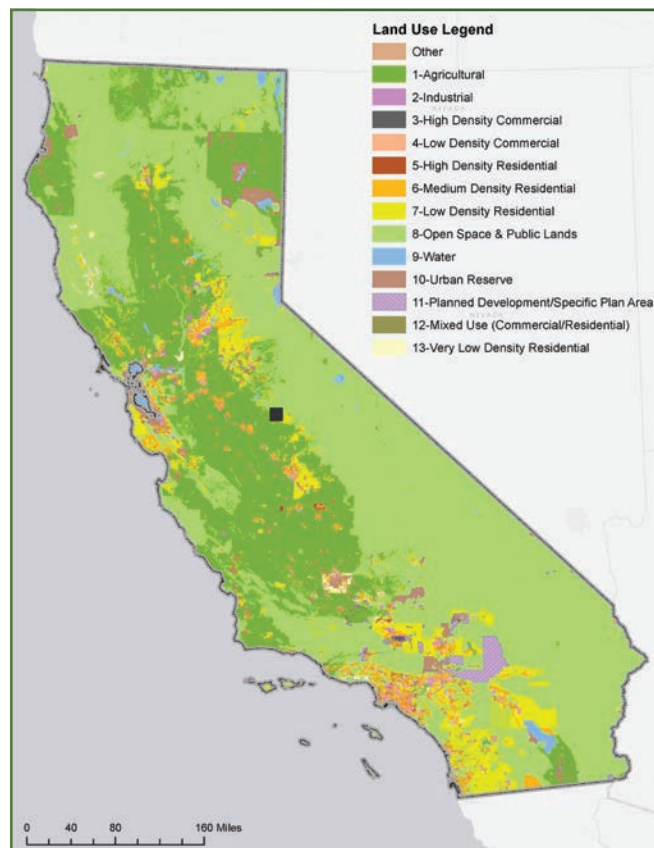 Land Use Legend
Other
1-Agricultural
2-Industrial
3-High Density Commercial
4-Low Density Commercial
5-High Density Residential
6-Medium Density Residential
7-Low Density Residential
8-Open Space & Public Lands
9-Water
10-Urban Reserve
11-Planned Development/Specific Plan Area
NEVADA
12-Mixed Use (Commercial/Residential)
13-Very Low Density Residential
0 40 80 160 Miles